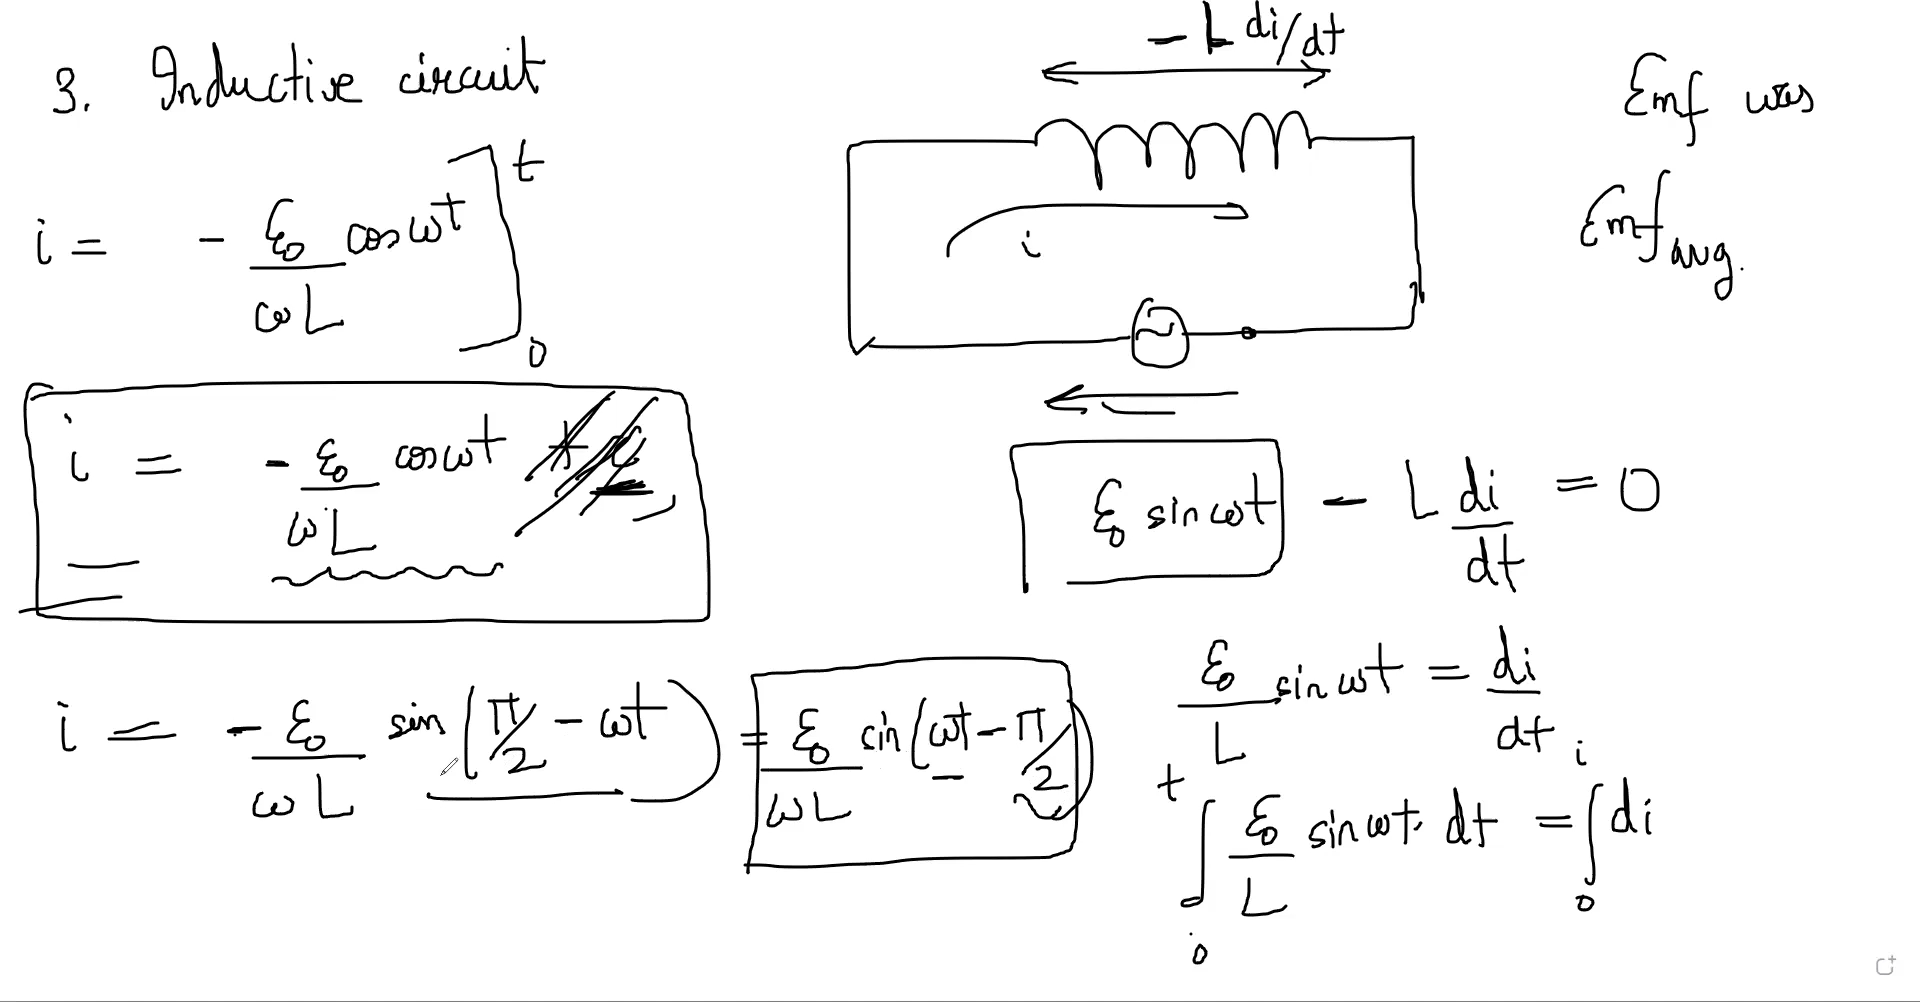 3. Inductive circuit
i = - ε₀/ωL cos ωt ]₀ᵗ
i = - ε₀/ωL cos ωt
i = - ε₀/ωL sin(π/2 - ωt) = ε₀/ωL sin(ωt - π/2)
- L di/dt
i
ε₀ sin ωt - L di/dt = 0
ε₀/L sin ωt = di/dt
∫₀ᵗ ε₀/L sin ωt. dt = ∫₀ⁱ di
Emf was
Emf avg.